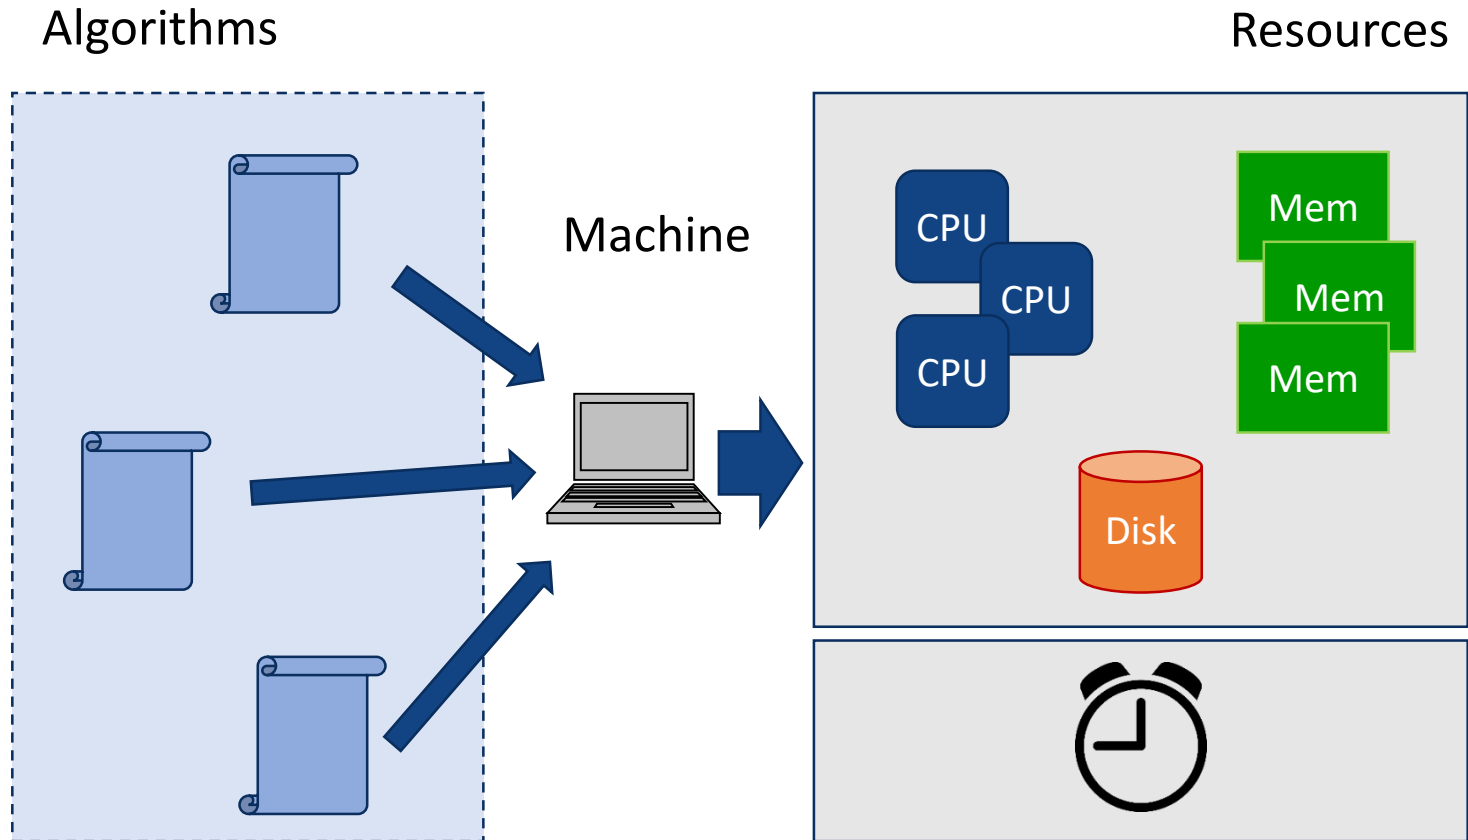 Algorithms
Resources
Machine
CPU
CPU
CPU
Mem
Mem
Mem
Disk